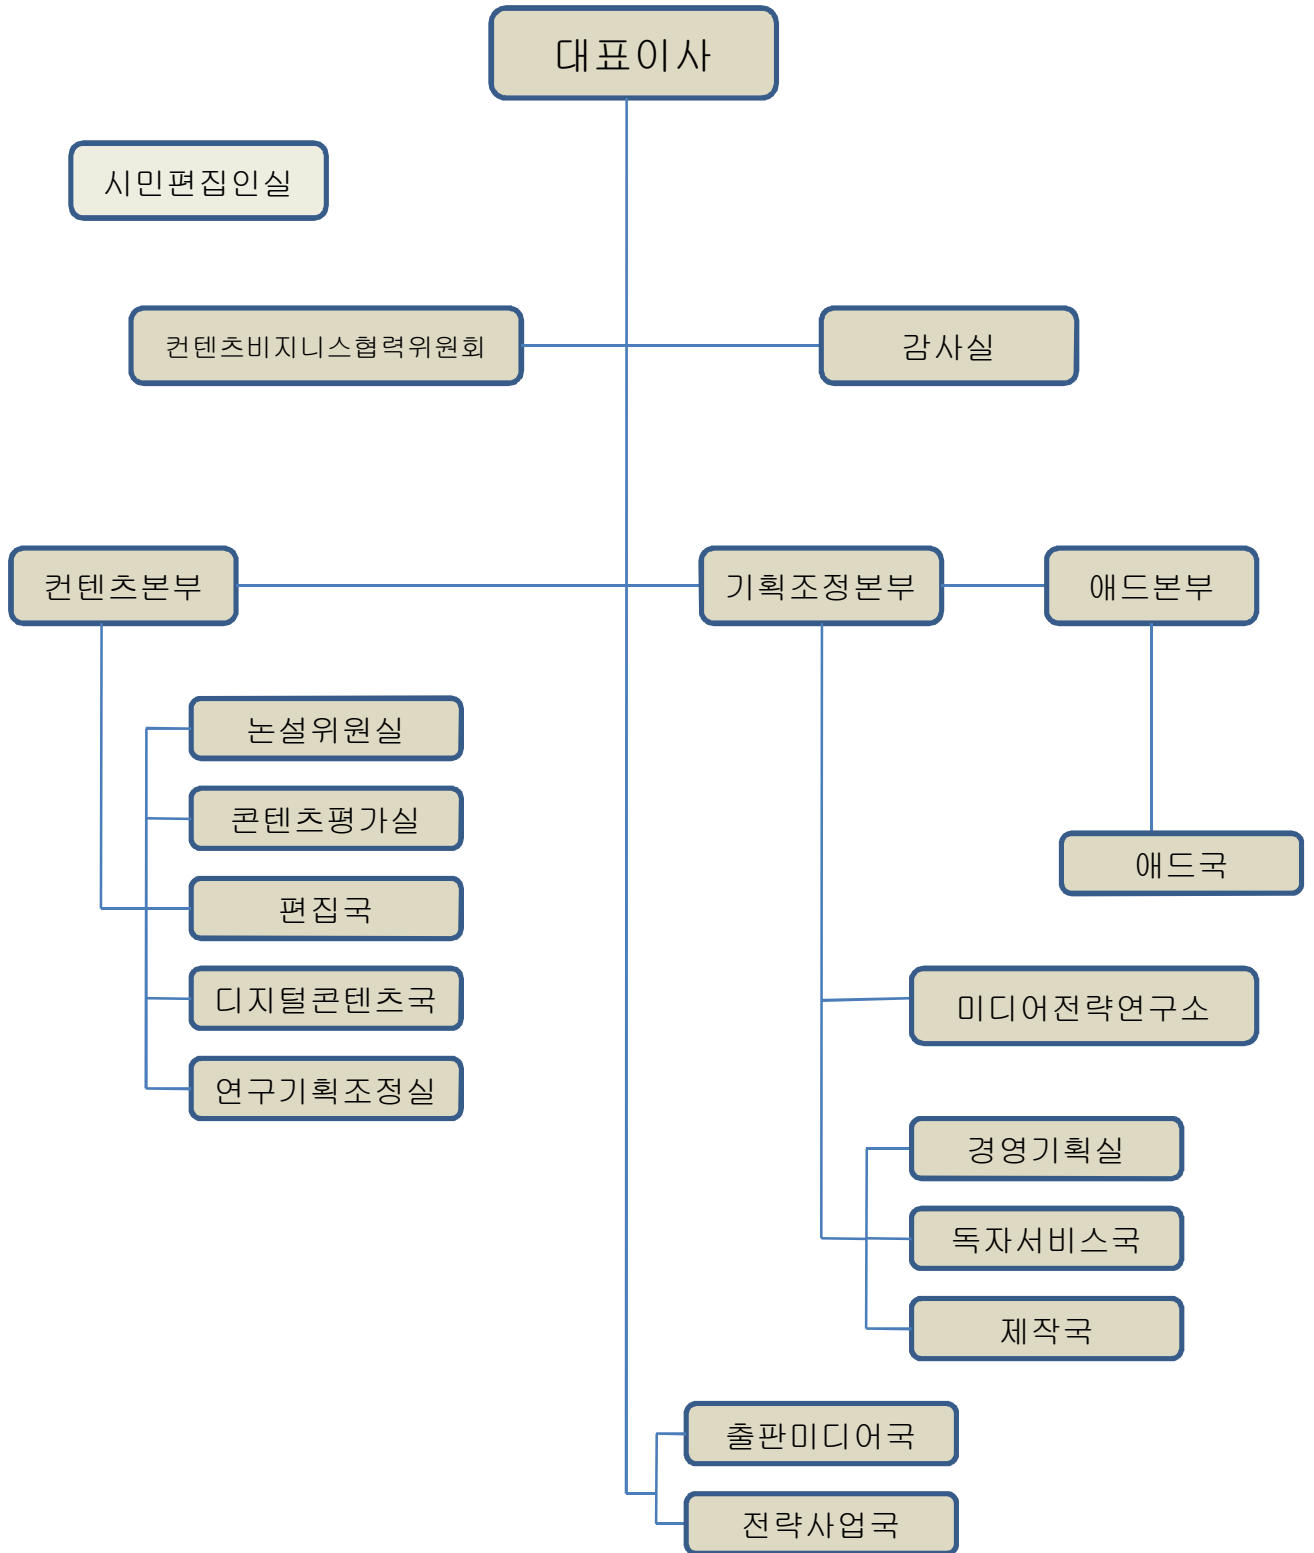 대표이사
시민편집인실
컨텐츠비지니스협력위원회
감사실
컨텐츠본부
기획조정본부
애드본부
논설위원실
콘텐츠평가실
애드국
편집국
디지털콘텐츠국
미디어전략연구소
연구기획조정실
경영기획실
독자서비스국
제작국
출판미디어국
전략사업국